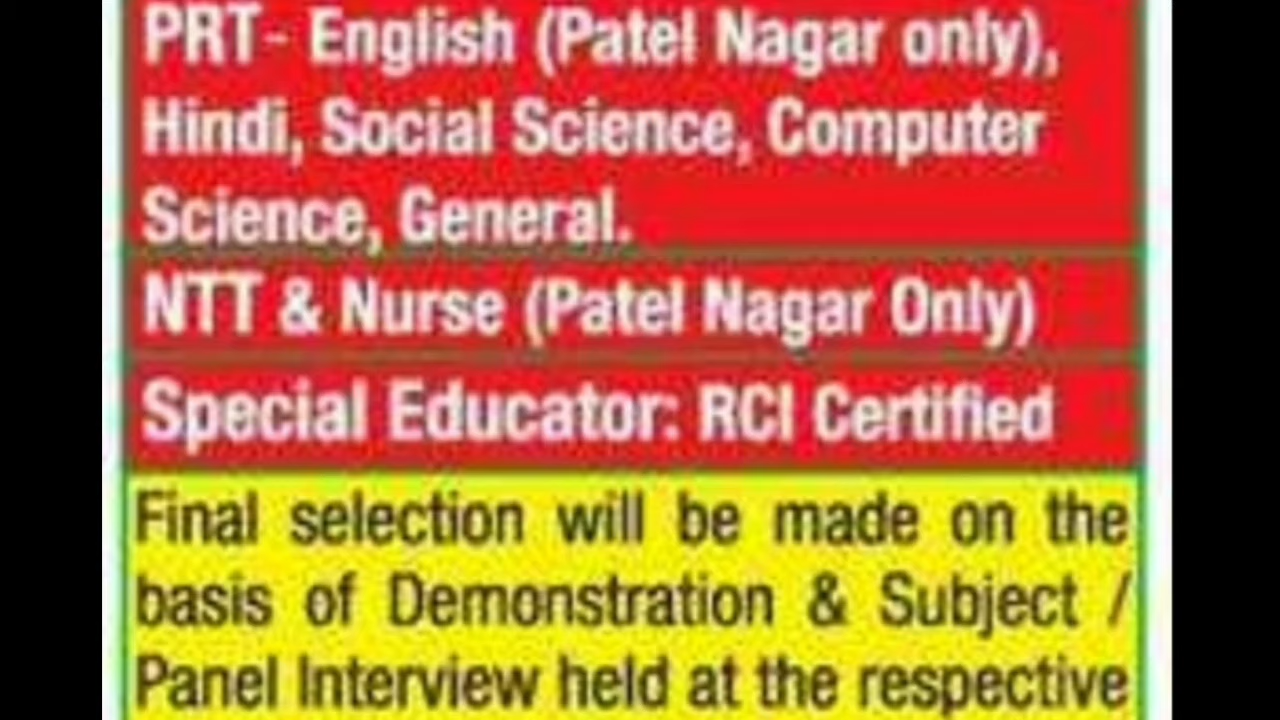 PRT- English (Patel Nagar only),
Hindi, Social Science, Computer
Science, General.
NTT & Nurse (Patel Nagar Only)
Special Educator: RCI Certified
Final selection will be made on the
basis of Demonstration & Subject /
Panel Interview held at the respective